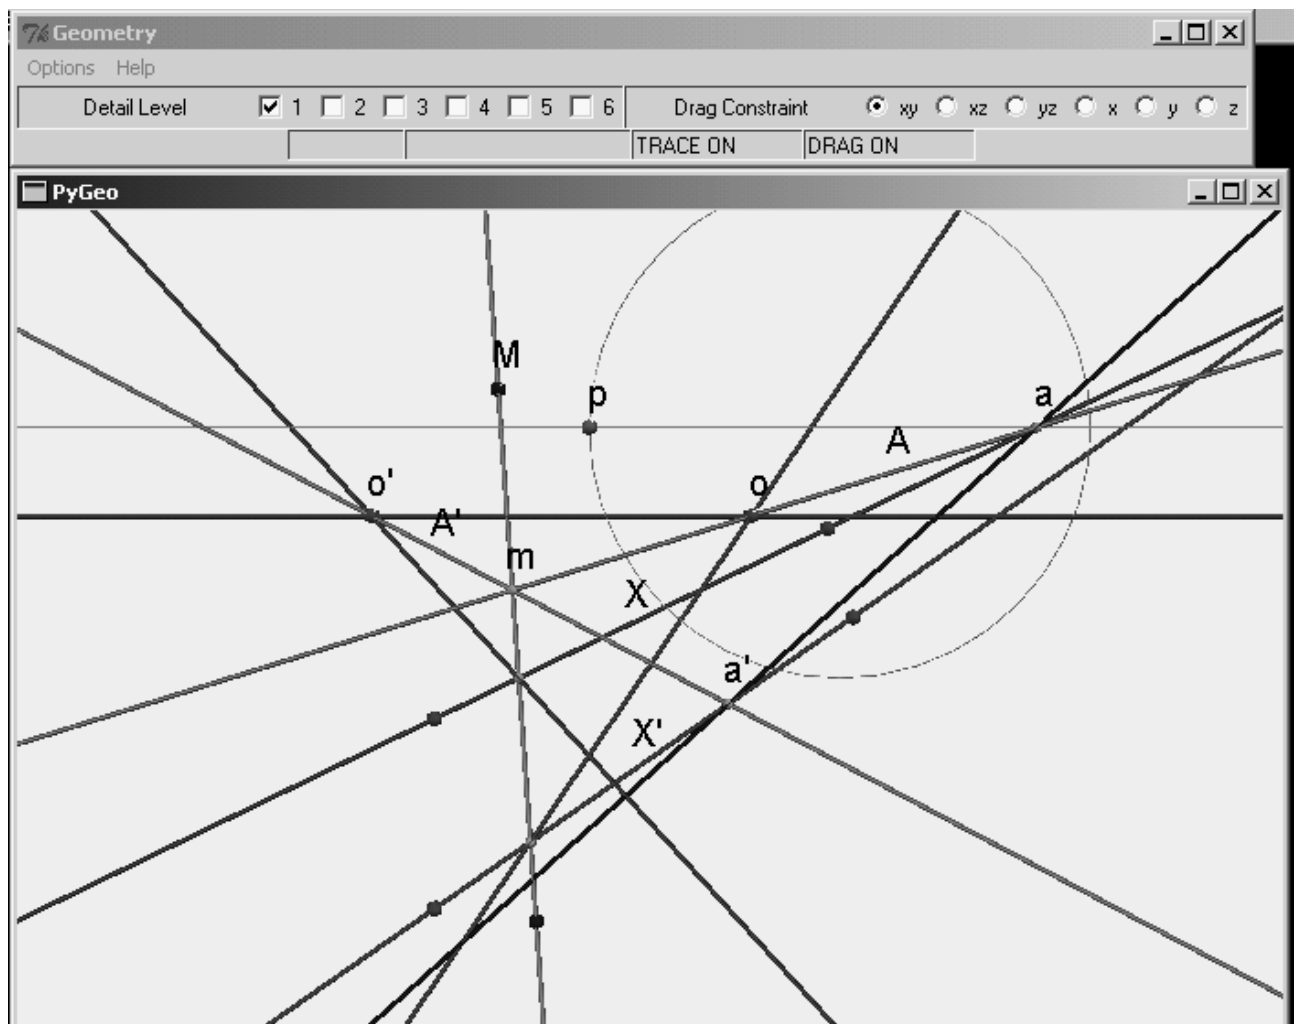 Geometry
Options Help
Detail Level 1 2 3 4 5 6 Drag Constraint xy xz yz x y z
TRACE ON DRAG ON
PyGeo
M
p a
A
o' o
A'
m
X
a'
X'